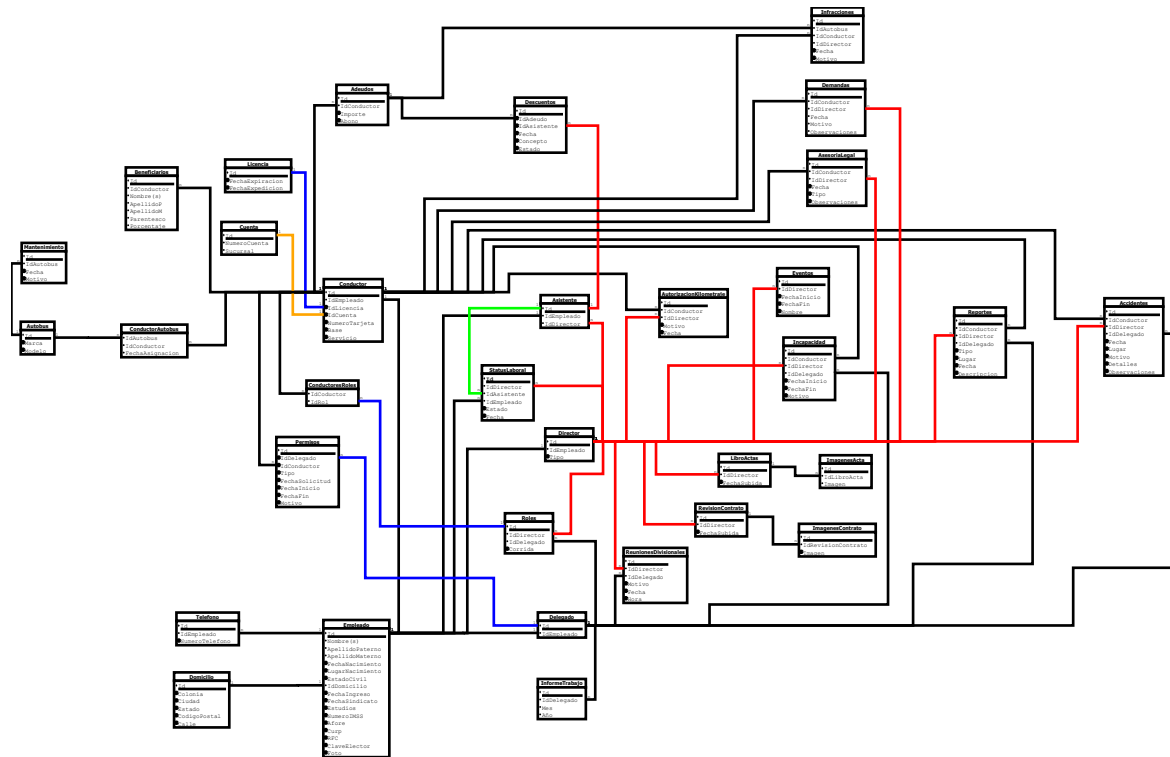 Infracciones
Id
IdAutobus
IdConductor
IdDirector
Fecha
Motivo
Adeudos
Id
IdConductor
Importe
Abono
Descuentos
Id
IdAdeudo
IdAsistente
Fecha
Concepto
Estado
Demandas
Id
IdConductor
IdDirector
Fecha
Motivo
Observaciones
Licencia
Id
FechaExpiracion
FechaExpedicion
Beneficiarios
Id
IdConductor
Nombre(s)
ApellidoP
ApellidoM
Parentesco
Porcentaje
AsesoriaLegal
Id
IdConductor
IdDirector
Fecha
Tipo
Observaciones
Cuenta
Id
NumeroCuenta
Sucursal
Mantenimiento
Id
IdAutobus
Fecha
Motivo
Conductor
Id
IdEmpleado
IdLicencia
IdCuenta
NumeroTarjeta
Base
Servicio
Asistente
Id
IdEmpleado
IdDirector
AutorizacionKilometraje
Id
IdConductor
IdDirector
Motivo
Fecha
Eventos
Id
IdDirector
FechaInicio
FechaFin
Nombre
Reportes
Id
IdConductor
IdDirector
IdDelegado
Tipo
Lugar
Fecha
Descripcion
Accidentes
Id
IdConductor
IdDirector
IdDelegado
Fecha
Lugar
Motivo
Detalles
Observaciones
Autobus
Id
Marca
Modelo
ConductorAutobus
IdAutobus
IdConductor
FechaAsignacion
Incapacidad
Id
IdConductor
IdDirector
IdDelegado
FechaInicio
FechaFin
Motivo
StatusLaboral
Id
IdDirector
IdAsistente
IdEmpleado
Estado
Fecha
ConductoresRoles
IdCoductor
IdRol
Director
Id
IdEmpleado
Tipo
Permisos
Id
IdDelegado
IdConductor
Tipo
FechaSolicitud
FechaInicio
FechaFin
Motivo
LibroActas
Id
IdDirector
FechaSubida
ImagenesActa
Id
IdLibroActa
Imagen
RevisionContrato
Id
IdDirector
FechaSubida
ImagenesContrato
Id
IdRevisionContrato
Imagen
Roles
Id
IdDirector
IdDelegado
Corrida
ReunionesDivisionales
Id
IdDirector
IdDelegado
Motivo
Fecha
Hora
Telefono
Id
IdEmpleado
NumeroTelefono
Empleado
Id
Nombre(s)
ApellidoPaterno
ApellidoMaterno
FechaNacimiento
LugarNacimiento
EstadoCivil
IdDomicilio
FechaIngreso
FechaSindicato
Estudios
NumeroIMSS
Afore
Curp
RFC
ClaveElector
Foto
Delegado
Id
IdEmpleado
Domicilio
Id
Colonia
Ciudad
Estado
CodigoPostal
Calle
InformeTrabajo
Id
IdDelegado
Mes
Año